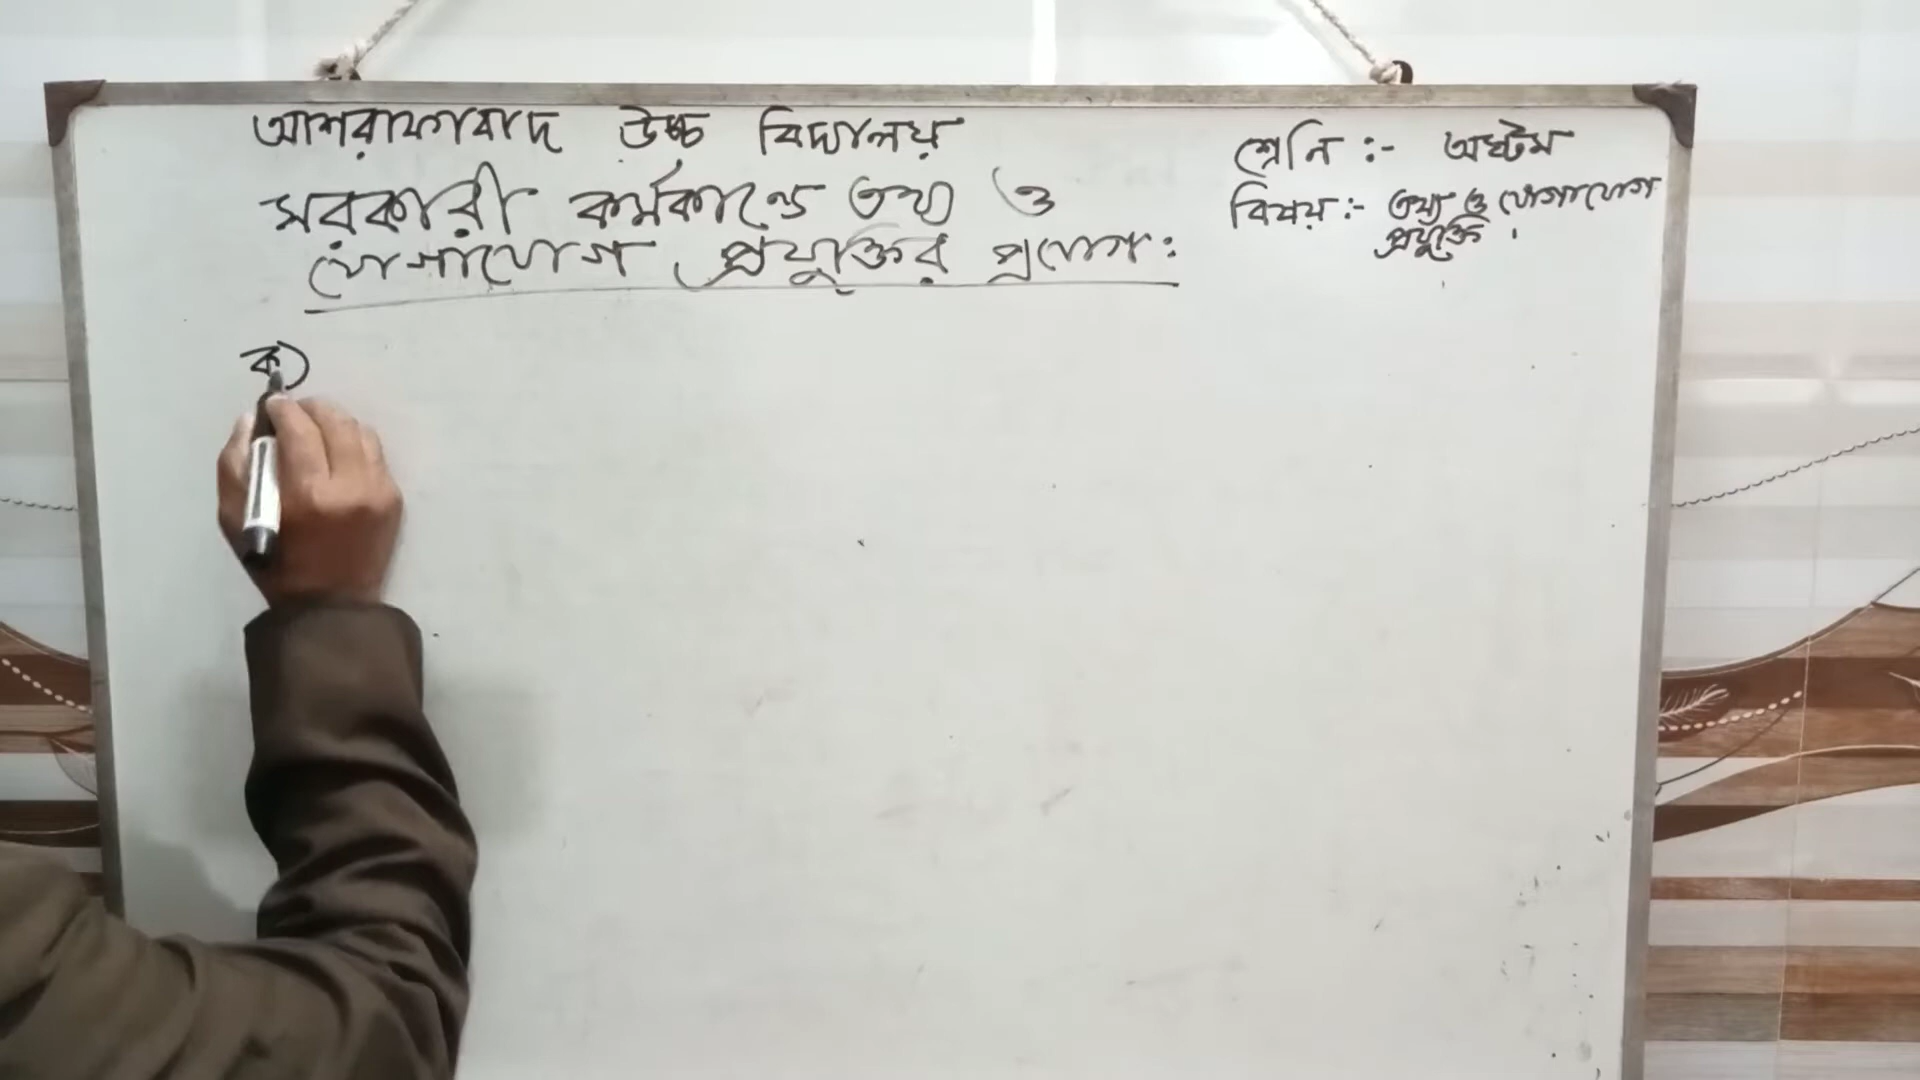 আশরাফাবাদ উচ্চ বিদ্যালয়
সরকারী কর্মকান্ডে তথ্য ও
যোগাযোগ প্রযুক্তির প্রয়োগ:
শ্রেনি :- অষ্টম
বিষয় :- তথ্য ও যোগাযোগ
প্রযুক্তি ।
ক)